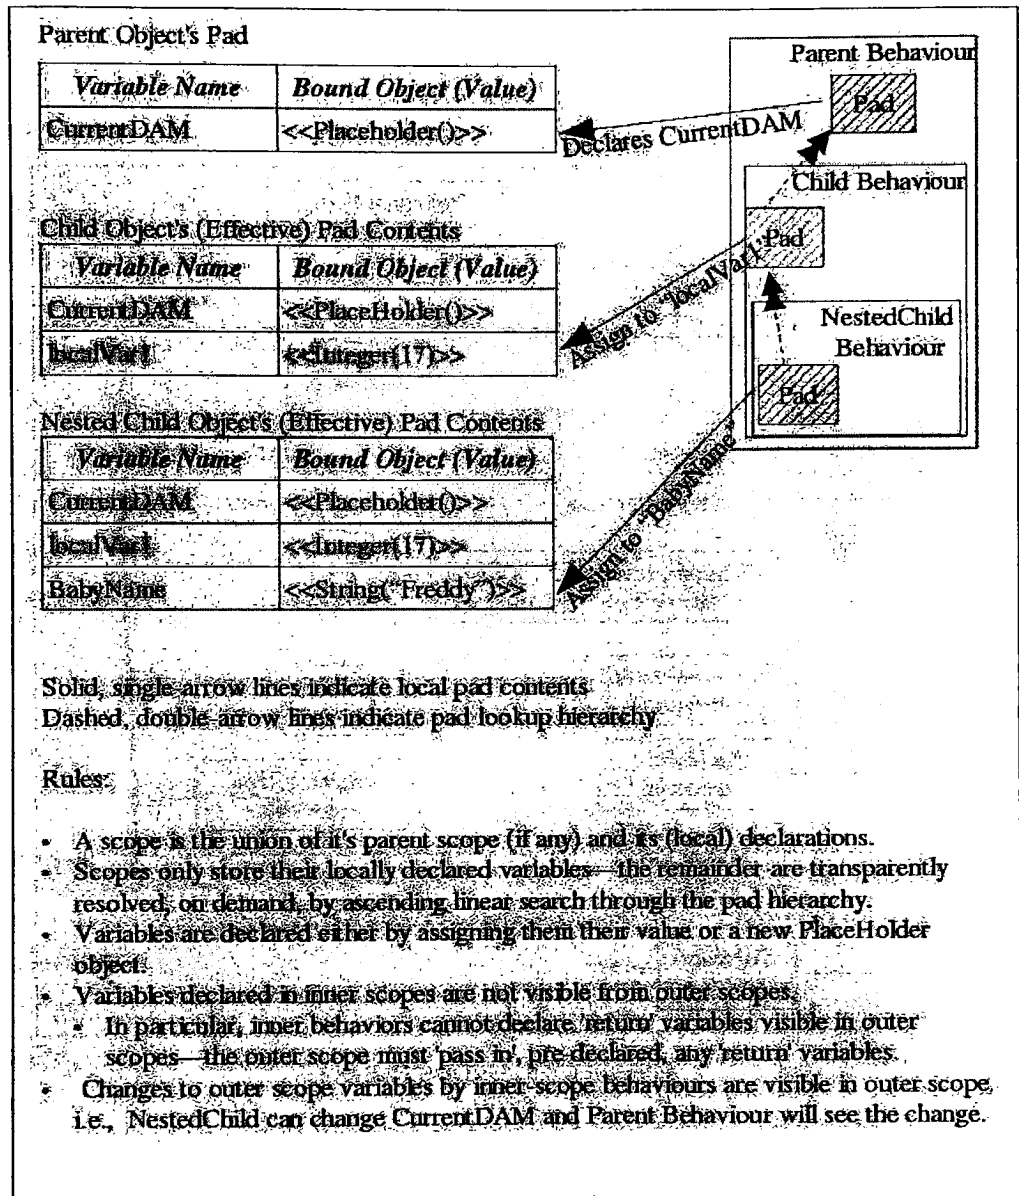 Parent Object's Pad
Variable Name Bound Object (Value)
CurrentDAM <<Placeholder()>>
Child Object's (Effective) Pad Contents
Variable Name Bound Object (Value)
CurrentDAM <<PlaceHolder()>>
localVar1 <<Integer(17)>>
Nested Child Object's (Effective) Pad Contents
Variable Name Bound Object (Value)
CurrentDAM <<Placeholder()>>
localVar1 <<Integer(17)>>
BabyName <<String("Freddy")>>
Parent Behaviour
Pad
Declares CurrentDAM
Child Behaviour
Pad
Assign to "localVar1"
NestedChild
Behaviour
Pad
Assign to "BabyName"
Solid, single-arrow lines indicate local pad contents
Dashed, double-arrow lines indicate pad lookup hierarchy
Rules:
• A scope is the union of it's parent scope (if any) and its (local) declarations.
• Scopes only store their locally declared variables—the remainder are transparently
resolved, on demand, by ascending linear search through the pad hierarchy.
• Variables are declared either by assigning them their value or a new PlaceHolder
object.
• Variables declared in inner scopes are not visible from outer scopes.
• In particular, inner behaviors cannot declare 'return' variables visible in outer
scopes—the outer scope must 'pass in', pre-declared, any 'return' variables.
• Changes to outer scope variables by inner-scope behaviours are visible in outer scope,
i.e., NestedChild can change CurrentDAM and Parent Behaviour will see the change.